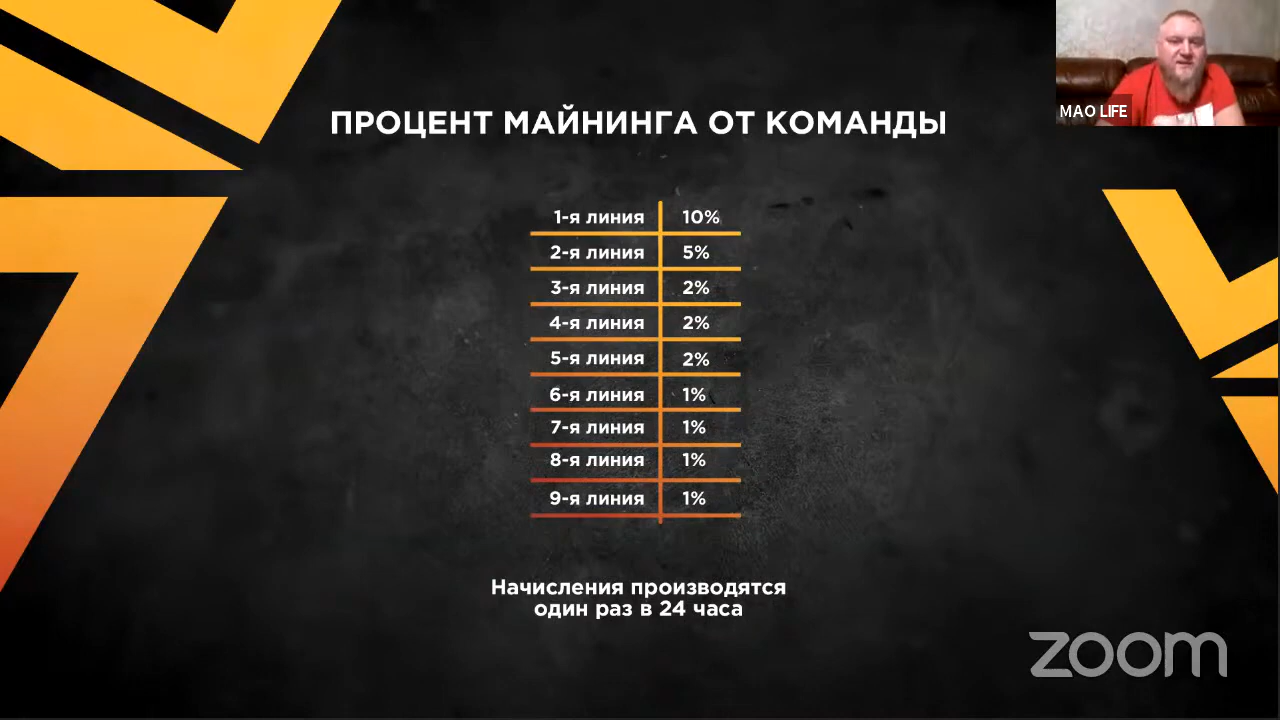 MAO LIFE
ПРОЦЕНТ МАЙНИНГА ОТ КОМАНДЫ
1-я линия 10%
2-я линия 5%
3-я линия 2%
4-я линия 2%
5-я линия 2%
6-я линия 1%
7-я линия 1%
8-я линия 1%
9-я линия 1%
Начисления производятся
один раз в 24 часа
zoom